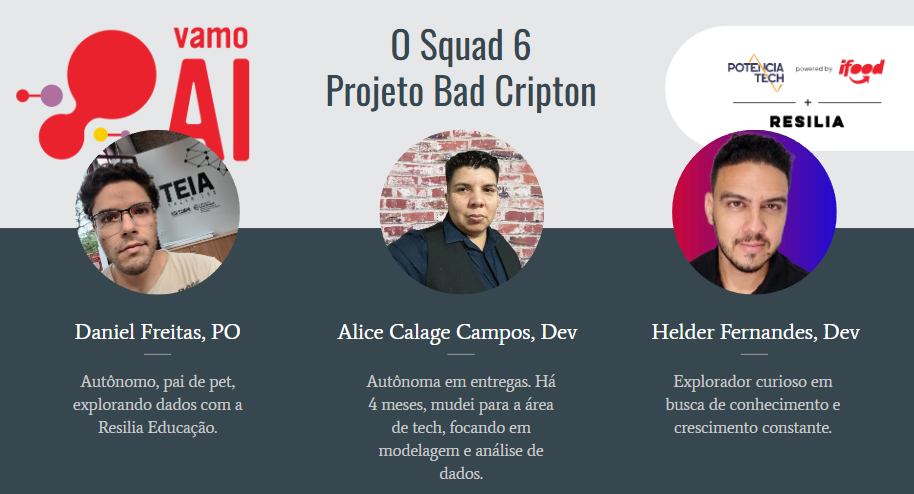 vamo
AI
O Squad 6
Projeto Bad Cripton
POTÊNCIA
TECH
powered by
ifood
+
RESILIA
TEIA
Daniel Freitas, PO
Alice Calage Campos, Dev
Helder Fernandes, Dev
Autônomo, pai de pet,
explorando dados com a
Resilia Educação.
Autônoma em entregas. Há
4 meses, mudei para a área
de tech, focando em
modelagem e análise de
dados.
Explorador curioso em
busca de conhecimento e
crescimento constante.